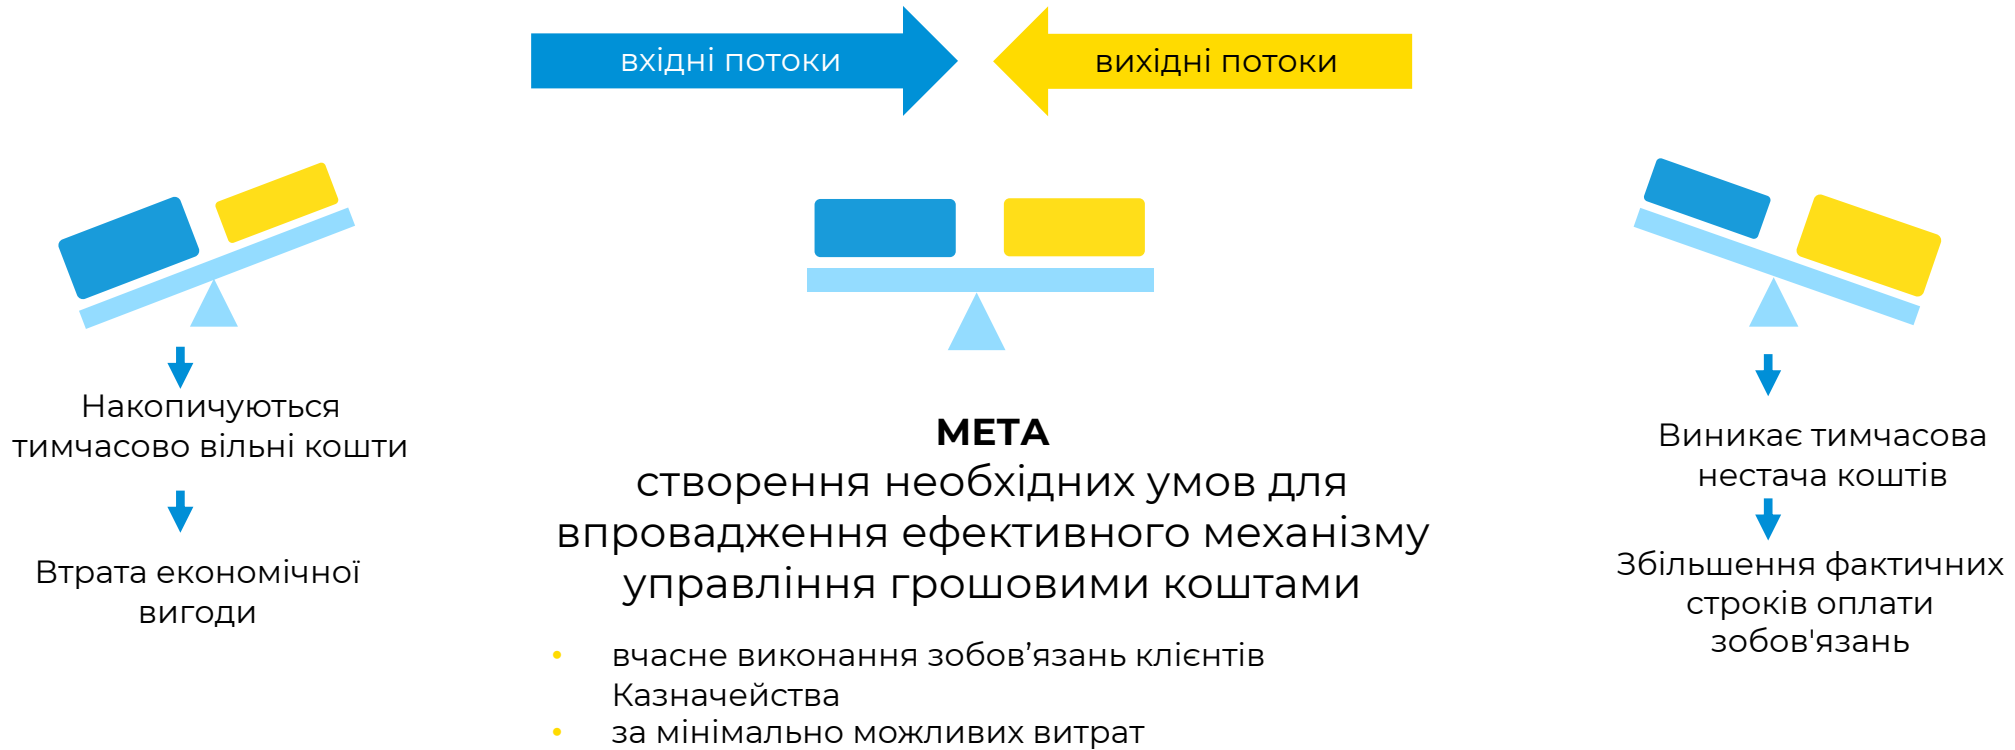 вхідні потоки
вихідні потоки
Накопичуються
тимчасово вільні кошти
Втрата економічної
вигоди
МЕТА
створення необхідних умов для
впровадження ефективного механізму
управління грошовими коштами
• вчасне виконання зобов’язань клієнтів
Казначейства
• за мінімально можливих витрат
Виникає тимчасова
нестача коштів
Збільшення фактичних
строків оплати
зобов'язань